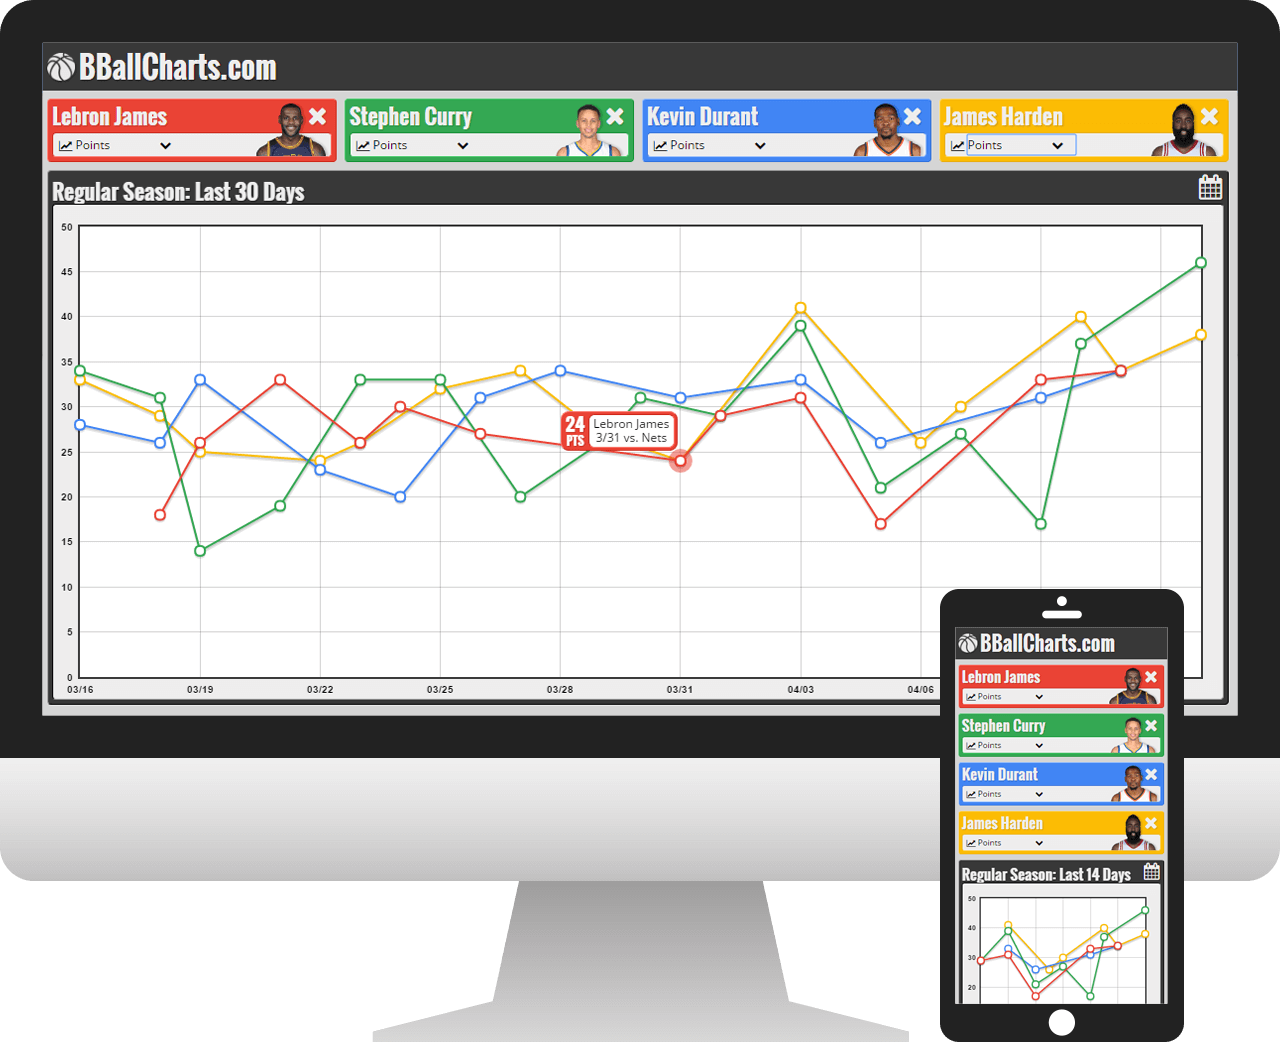 BBallCharts.com
Lebron James
Points
Stephen Curry
Points
Kevin Durant
Points
James Harden
Points
Regular Season: Last 30 Days
50
45
40
35
30
25
20
15
10
5
0
24
PTS
Lebron James
3/31 vs. Nets
03/16 03/19 03/22 03/25 03/28 03/31 04/03 04/06
BBallCharts.com
Lebron James
Points
Stephen Curry
Points
Kevin Durant
Points
James Harden
Points
Regular Season: Last 14 Days
50
40
30
20